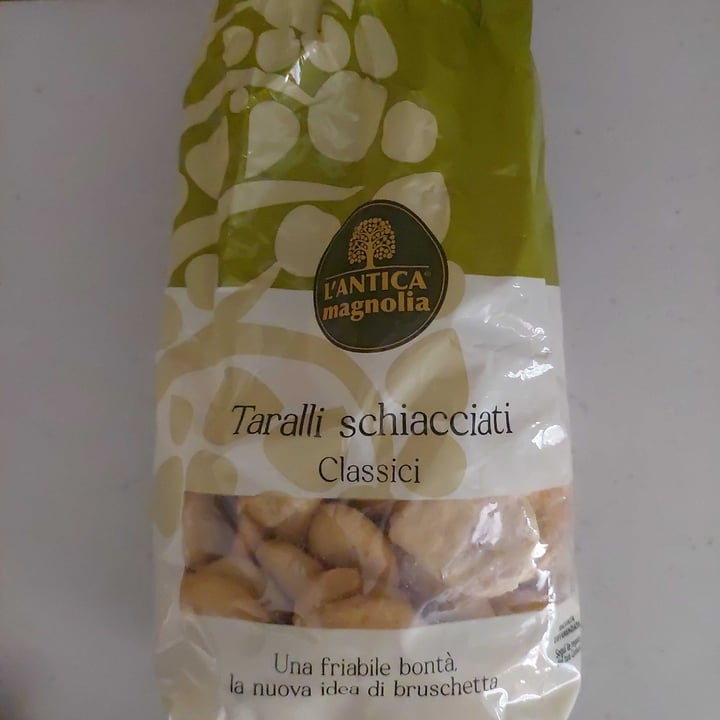 L'ANTICA®
magnolia
Taralli schiacciati
Classici
Una friabile bontà,
la nuova idea di bruschetta